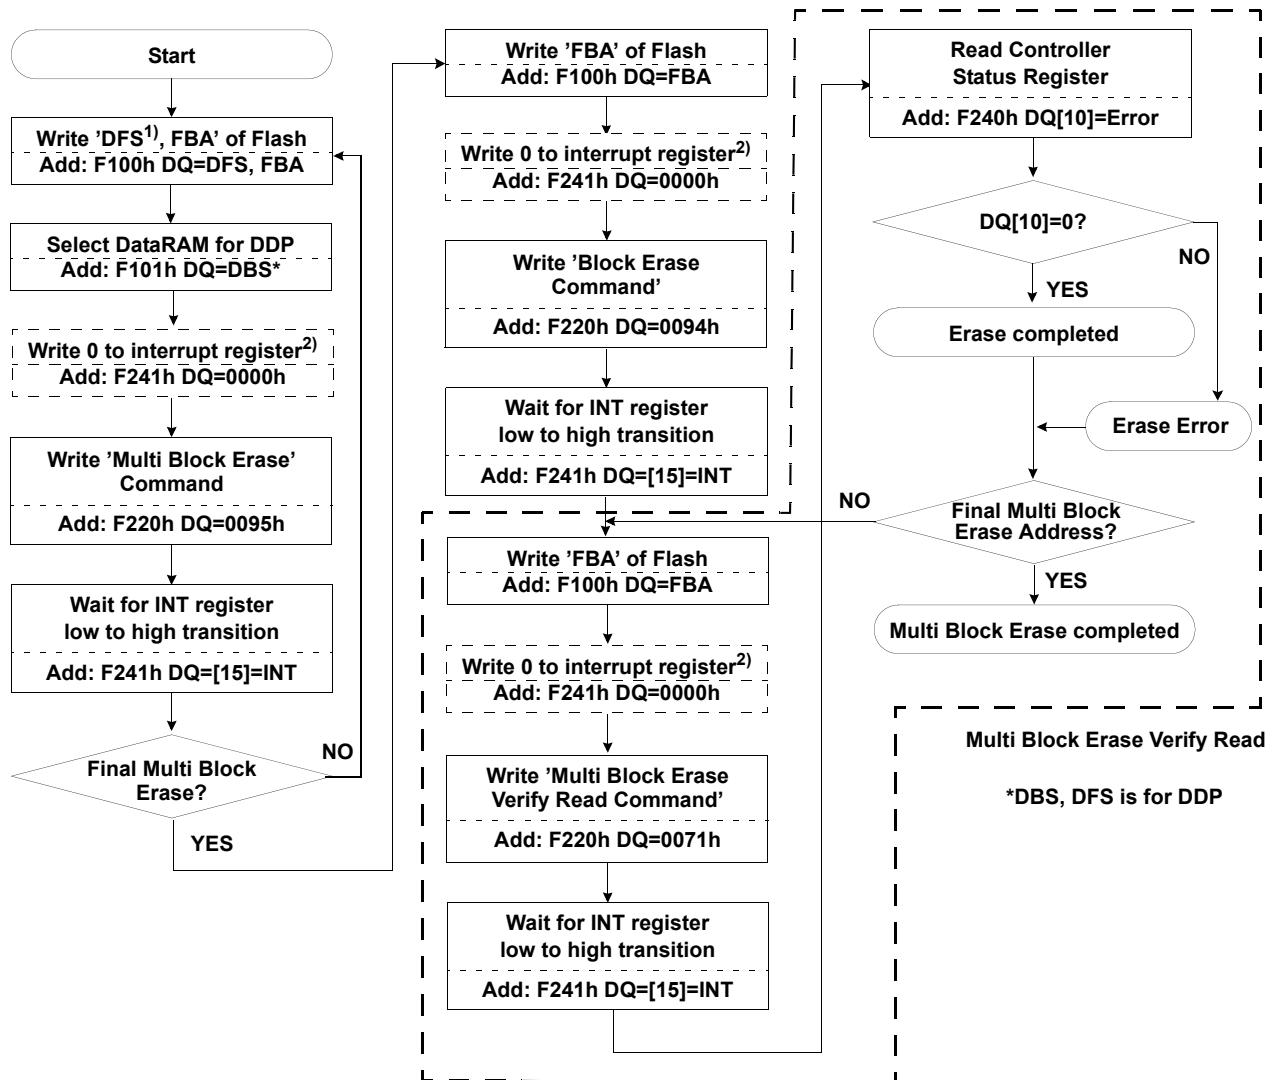 Start
Write ’DFS1), FBA’ of Flash
Add: F100h DQ=DFS, FBA
Select DataRAM for DDP
Add: F101h DQ=DBS*
Write 0 to interrupt register2)
Add: F241h DQ=0000h
Write ’Multi Block Erase’
Command
Add: F220h DQ=0095h
Wait for INT register
low to high transition
Add: F241h DQ=[15]=INT
Final Multi Block
Erase?
NO
YES
Write ’FBA’ of Flash
Add: F100h DQ=FBA
Write 0 to interrupt register2)
Add: F241h DQ=0000h
Write ’Block Erase
Command’
Add: F220h DQ=0094h
Wait for INT register
low to high transition
Add: F241h DQ=[15]=INT
Write ’FBA’ of Flash
Add: F100h DQ=FBA
Write 0 to interrupt register2)
Add: F241h DQ=0000h
Write ’Multi Block Erase
Verify Read Command’
Add: F220h DQ=0071h
Wait for INT register
low to high transition
Add: F241h DQ=[15]=INT
Read Controller
Status Register
Add: F240h DQ[10]=Error
DQ[10]=0?
NO
YES
Erase completed
Erase Error
Final Multi Block
Erase Address?
NO
YES
Multi Block Erase completed
Multi Block Erase Verify Read
*DBS, DFS is for DDP